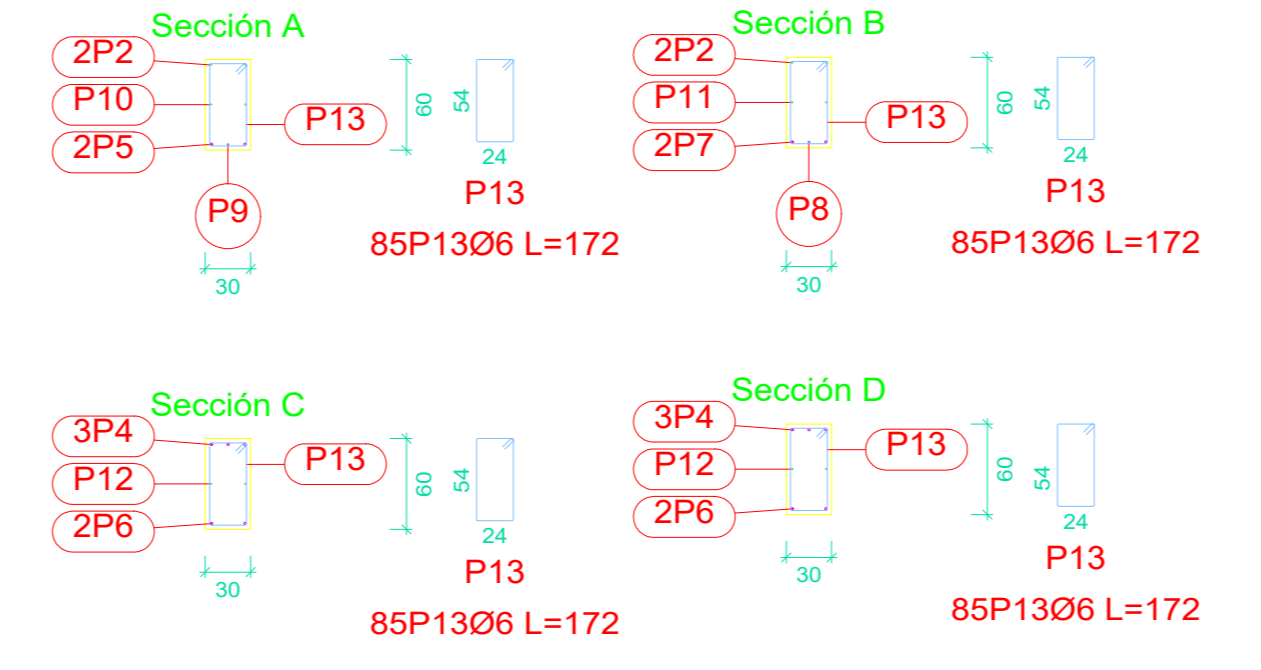 Sección A
2P2
P10
2P5
P13
P9
30
60
54
24
P13
85P13Ø6 L=172
Sección B
2P2
P11
2P7
P13
P8
30
60
54
24
P13
85P13Ø6 L=172
Sección C
3P4
P12
2P6
P13
30
60
54
24
P13
85P13Ø6 L=172
Sección D
3P4
P12
2P6
P13
30
60
54
24
P13
85P13Ø6 L=172